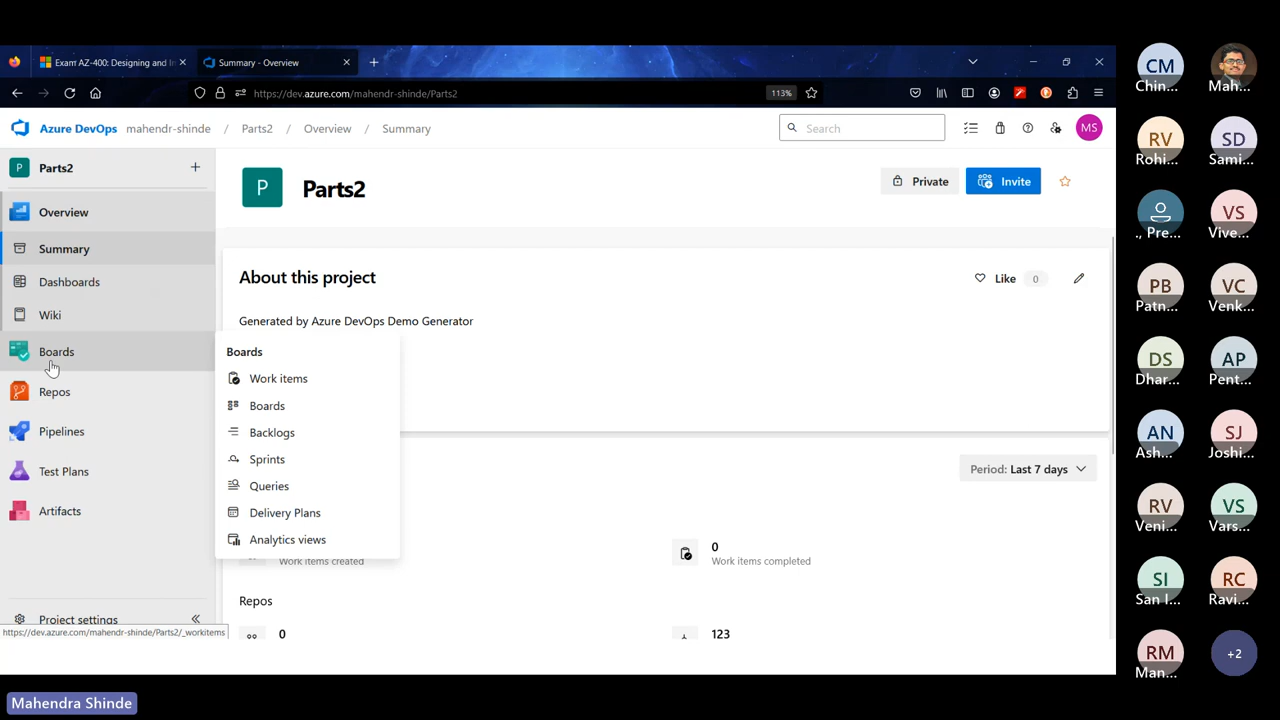 Exam AZ-400: Designing and In
Summary - Overview
https://dev.azure.com/mahendr-shinde/Parts2
113%
Azure DevOps
mahendr-shinde / Parts2 / Overview / Summary
Search
MS
P
Parts2
Overview
Summary
Dashboards
Wiki
Boards
Repos
Pipelines
Test Plans
Artifacts
Project settings
https://dev.azure.com/mahendr-shinde/Parts2/_workitems
P
Parts2
Private
Invite
About this project
Like
0
Generated by Azure DevOps Demo Generator
Boards
Work items
Boards
Backlogs
Sprints
Queries
Delivery Plans
Analytics views
Period: Last 7 days
Work items created
0
Work items completed
Repos
0
123
CM
Chin...
Mah...
RV
Rohi...
SD
Sami...
., Pre...
VS
Vive...
PB
Patn...
VC
Venk...
DS
Dhar...
AP
Pent...
AN
Ash...
SJ
Joshi...
RV
Veni...
VS
Vars...
SI
San I...
RC
Ravi...
RM
Man...
+2
Mahendra Shinde